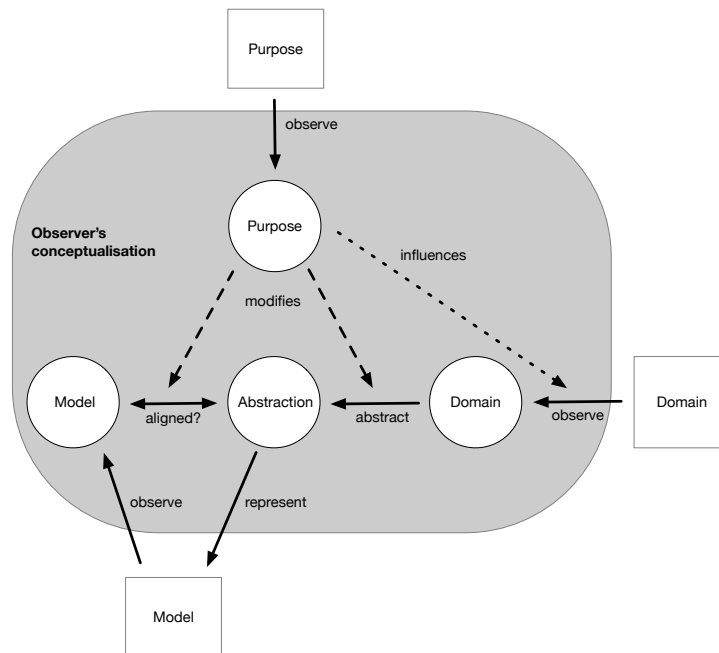 Purpose
observe
Purpose
Observer's
conceptualisation
influences
modifies
Model
aligned?
Abstraction
abstract
Domain
observe
Domain
observe
represent
Model